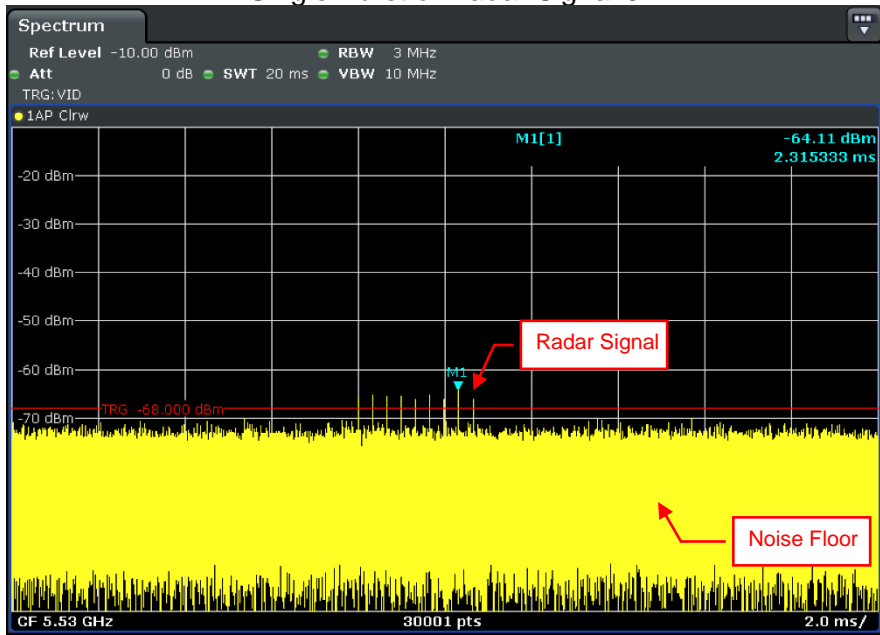 Spectrum
Ref Level -10.00 dBm RBW 3 MHz
Att 0 dB SWT 20 ms VBW 10 MHz
TRG:VID
1AP Clrw
M1[1] -64.11 dBm
2.315333 ms
-20 dBm
-30 dBm
-40 dBm
-50 dBm
Radar Signal
-60 dBm
M1
TRG -68.000 dBm
-70 dBm
Noise Floor
CF 5.53 GHz 30001 pts 2.0 ms/